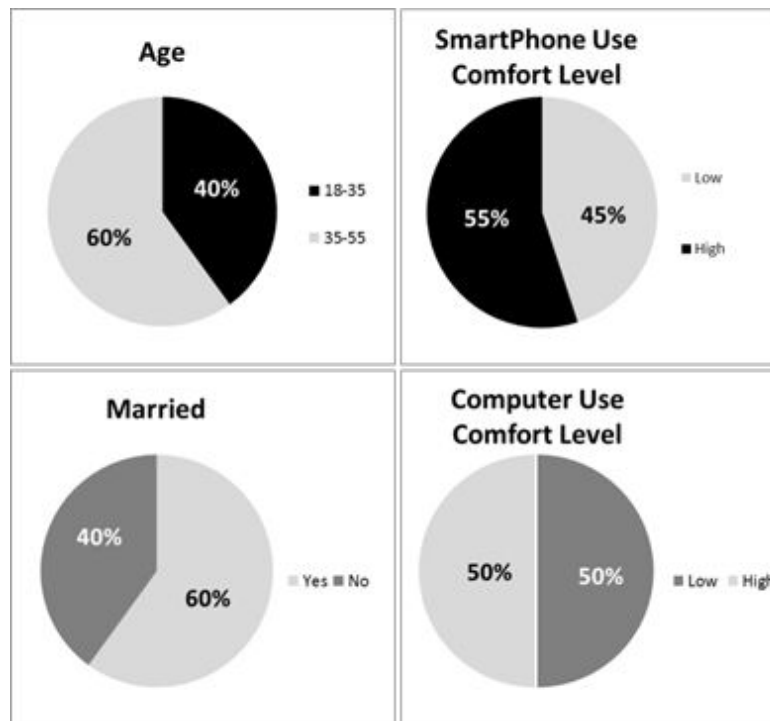 Age
40%
60%
18-35
35-55
SmartPhone Use
Comfort Level
55%
45%
Low
High
Married
40%
60%
Yes No
Computer Use
Comfort Level
50%
50%
Low High